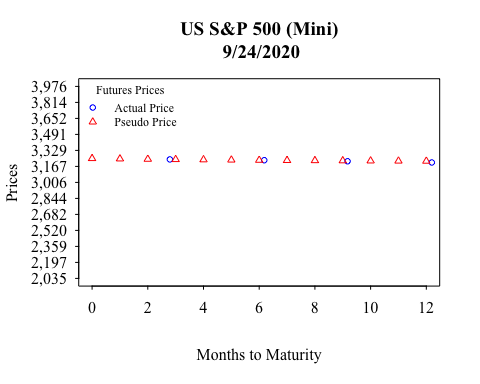 US S&P 500 (Mini)
9/24/2020
Futures Prices
Actual Price
Pseudo Price
Prices
3,976
3,814
3,652
3,491
3,329
3,167
3,006
2,844
2,682
2,520
2,359
2,197
2,035
0 2 4 6 8 10 12
Months to Maturity